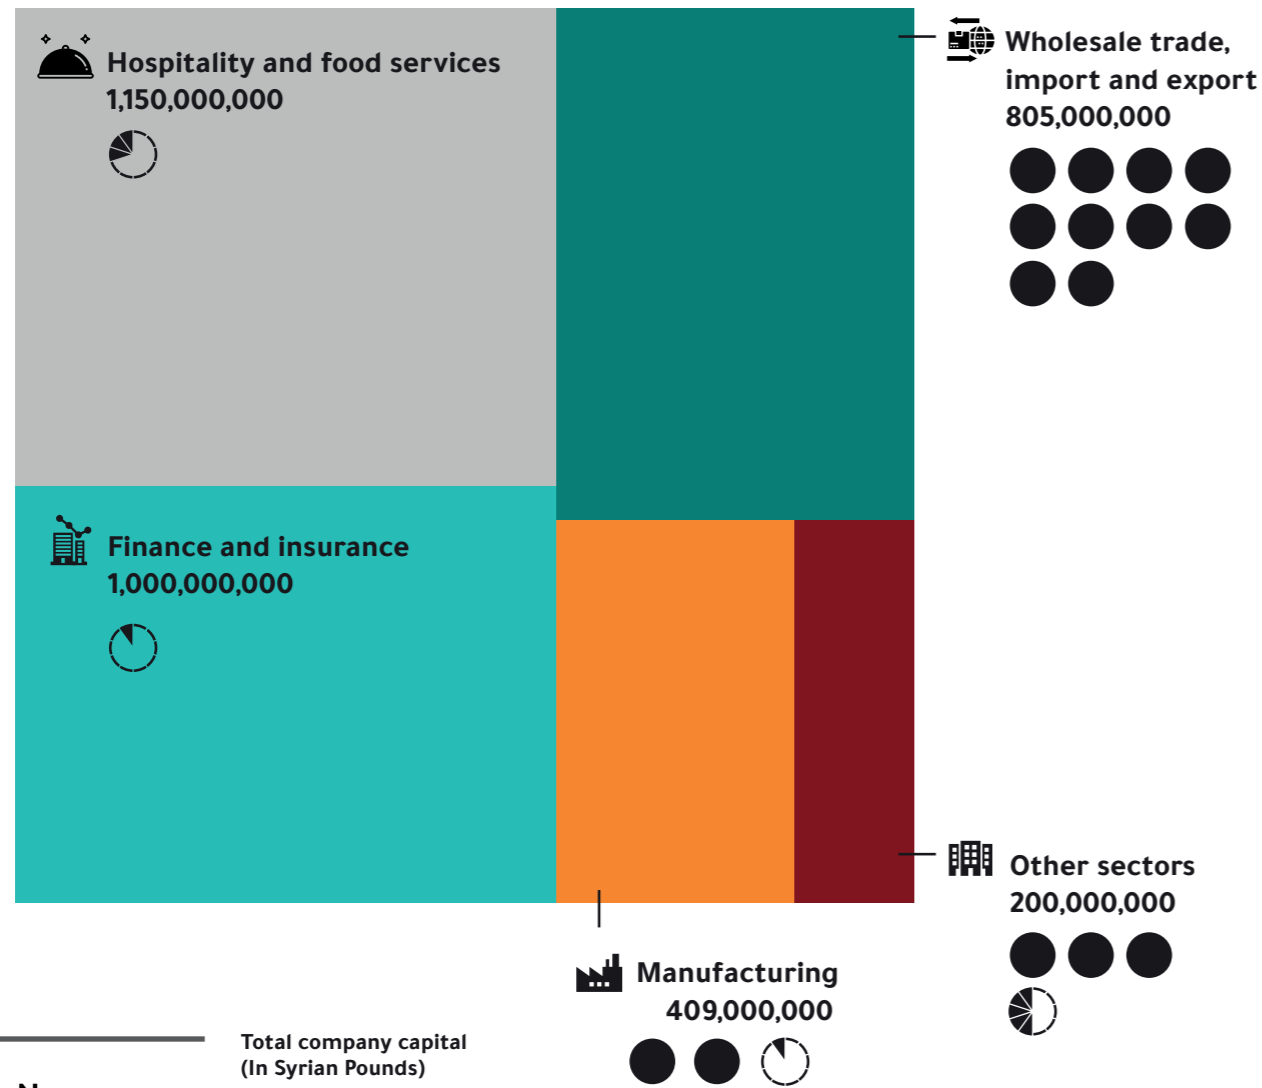 Hospitality and food services
1,150,000,000
Wholesale trade,
import and export
805,000,000
Finance and insurance
1,000,000,000
Other sectors
200,000,000
Manufacturing
409,000,000
Total company capital
(In Syrian Pounds)